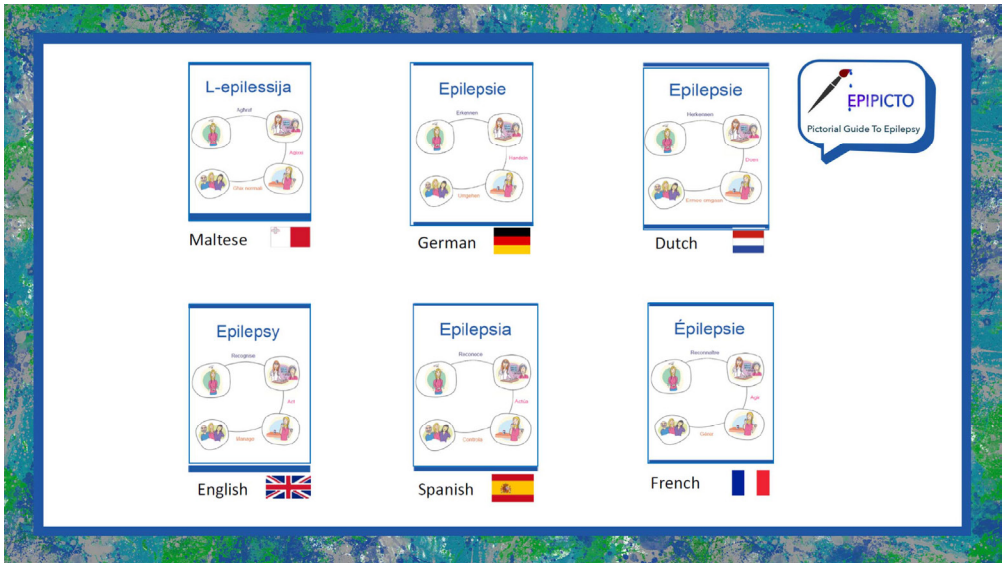 L-epilessija
Agħraf
Aġixxi
Għix normali
Maltese
Epilepsie
Erkennen
Handeln
Umgehen
German
Epilepsie
Herkennen
Doen
Ermee omgaan
Dutch
EPIPICTO
Pictorial Guide To Epilepsy
Epilepsy
Recognise
Act
Manage
English
Epilepsia
Reconoce
Actúa
Controla
Spanish
Épilepsie
Reconnaître
Agir
Gérer
French